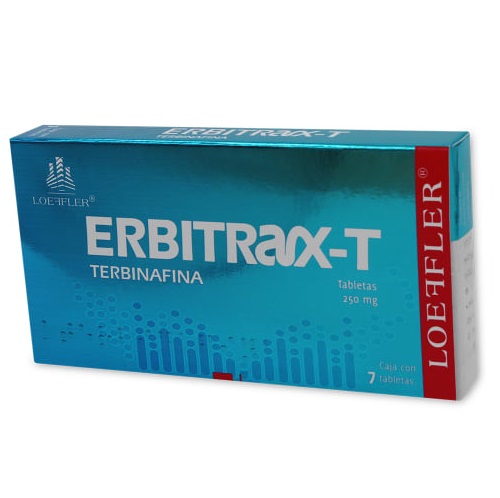 ERBITRAX-T
LOEFFLER®
ERBITRAX-T
TERBINAFINA
tabletas
250 mg
Caja con
7 tabletas
LOEFFLER®